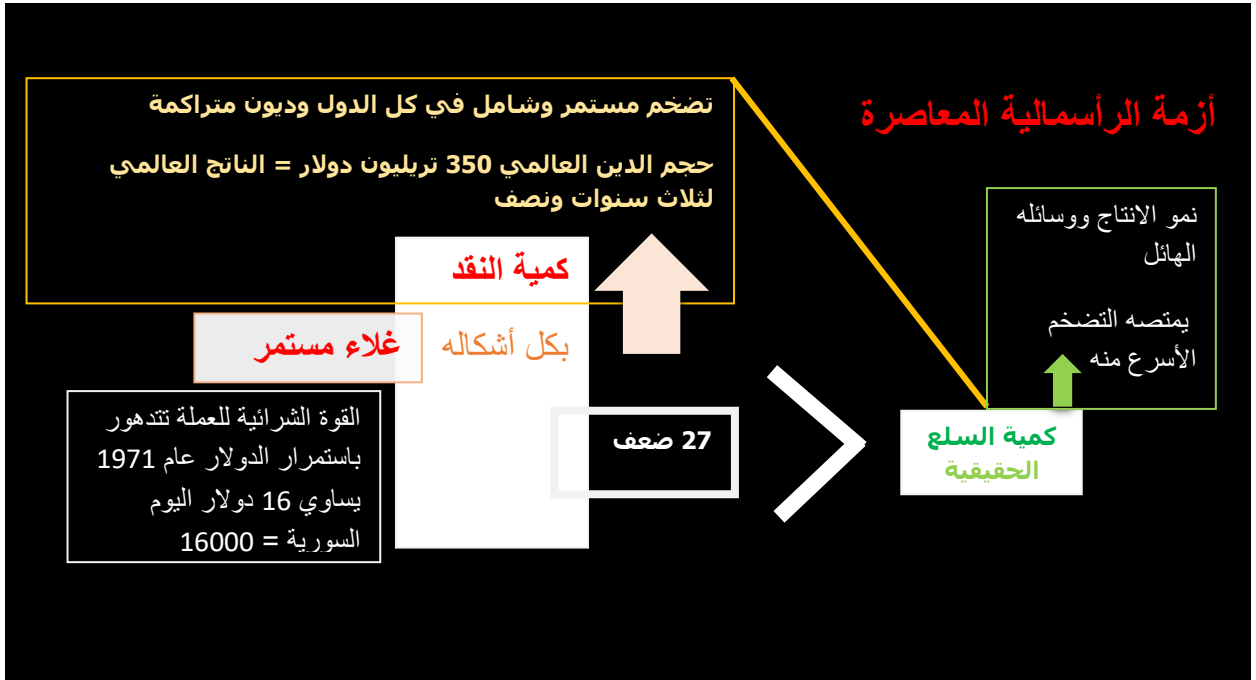 أزمة الرأسمالية المعاصرة
تضخم مستمر وشامل في كل الدول وديون متراكمة
حجم الدين العالمي 350 تريليون دولار = الناتج العالمي
لثلاث سنوات ونصف
نمو الانتاج ووسائله
الهائل
يمتصه التضخم
الأسرع منه
كمية السلع
الحقيقية
كمية النقد
بكل أشكاله
27 ضعف
غلاء مستمر
القوة الشرائية للعملة تتدهور
باستمرار الدولار عام 1971
يساوي 16 دولار اليوم
السورية = 16000